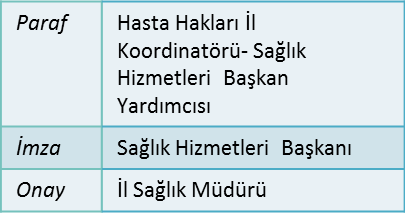 Paraf
Hasta Hakları İl
Koordinatörü- Sağlık
Hizmetleri Başkan
Yardımcısı
İmza
Sağlık Hizmetleri Başkanı
Onay
İl Sağlık Müdürü